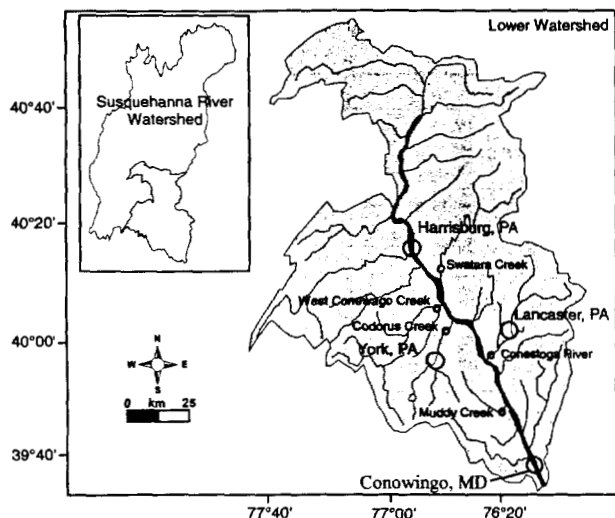 Lower Watershed
Susquehanna River
Watershed
40°40'
40°20'
40°00'
39°40'
Harrisburg, PA
Swatara Creek
West Conewago Creek
Lancaster, PA
Codorus Creek
York, PA
Conestoga River
Muddy Creek
Conowingo, MD
N
W E
S
0 km 25
77°40'
77°00'
76°20'